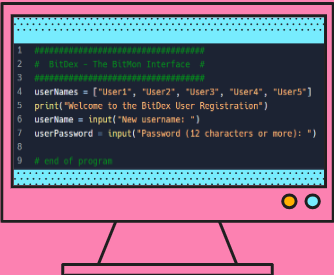 1 ##################################
2 #  BitDex - The BitMon Interface  #
3 ##################################
4 userNames = ["User1", "User2", "User3", "User4", "User5"]
5 print("Welcome to the BitDex User Registration")
6 userName = input("New username: ")
7 userPassword = input("Password (12 characters or more): ")
8
9 # end of program